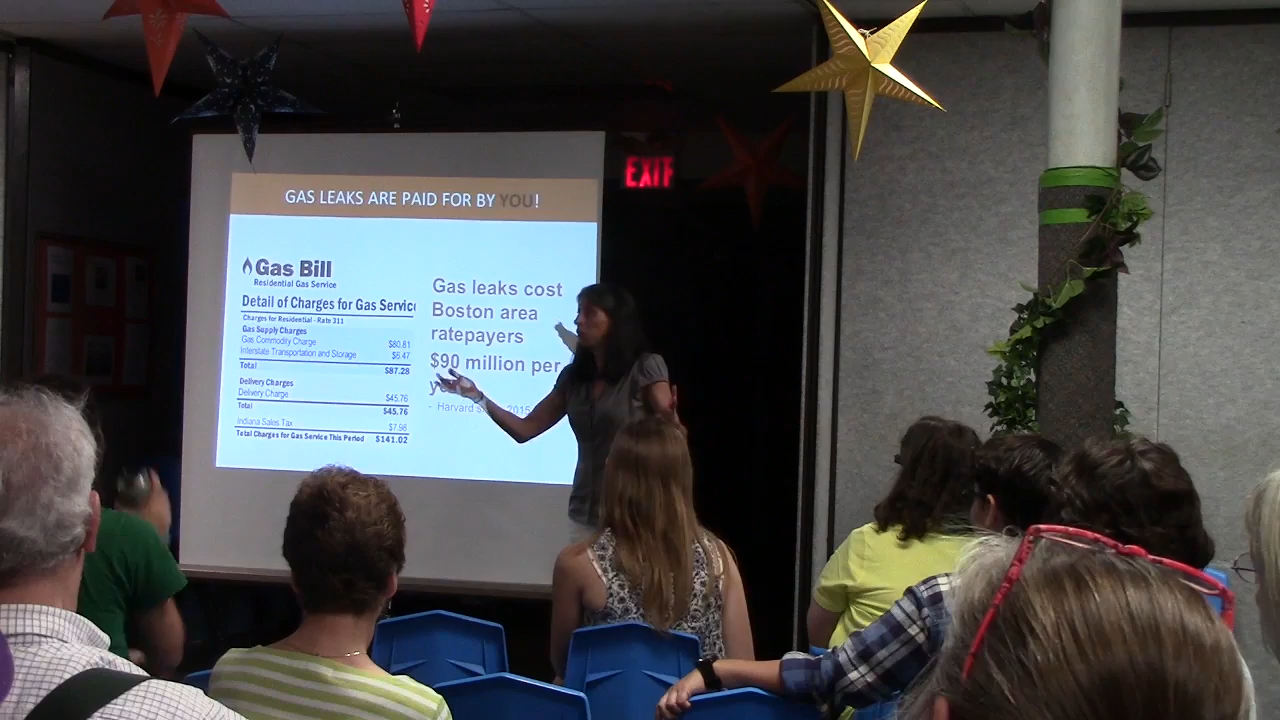 EXIT
GAS LEAKS ARE PAID FOR BY YOU!
Gas Bill
Residential Gas Service
Detail of Charges for Gas Service
Charges for Residential - Rate 311
Gas Supply Charges
Gas Commodity Charge $80.81
Interstate Transportation and Storage $6.47
Total $87.28
Delivery Charges
Delivery Charge $45.76
Total $45.76
Indiana Sales Tax $7.98
Total Charges for Gas Service This Period $141.02
Gas leaks cost
Boston area
ratepayers
$90 million per
- Harvard 2015